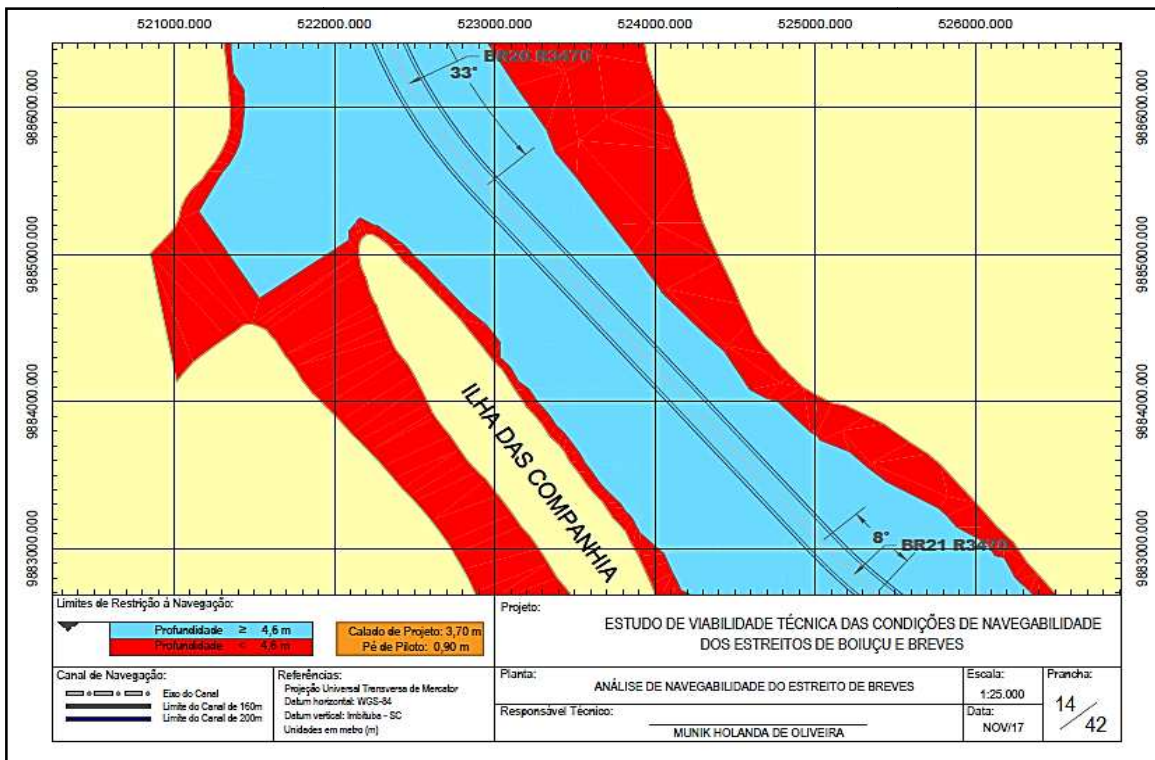 521000.000 522000.000 523000.000 524000.000 525000.000 526000.000
9886000.000
9885000.000
9884000.000
9883000.000
9886000.000
9885000.000
9884000.000
9883000.000
BR20 R3470
33°
ILHA DAS COMPANHIA
8°
BR21 R3470
Limites de Restrição à Navegação:
Profundidade ≥ 4,6 m
Profundidade < 4,6 m
Calado de Projeto: 3,70 m
Pé de Piloto: 0,90 m
Canal de Navegação:
Eixo do Canal
Limite do Canal de 160m
Limite do Canal de 200m
Referências:
Projeção Universal Transversa de Mercator
Datum horizontal: WGS-84
Datum vertical: Imbituba - SC
Unidades em metro (m)
Projeto:
ESTUDO DE VIABILIDADE TÉCNICA DAS CONDIÇÕES DE NAVEGABILIDADE
DOS ESTREITOS DE BOIUÇU E BREVES
Planta:
ANÁLISE DE NAVEGABILIDADE DO ESTREITO DE BREVES
Responsável Técnico:
MUNIK HOLANDA DE OLIVEIRA
Escala:
1:25.000
Data:
NOV/17
Prancha:
14/42